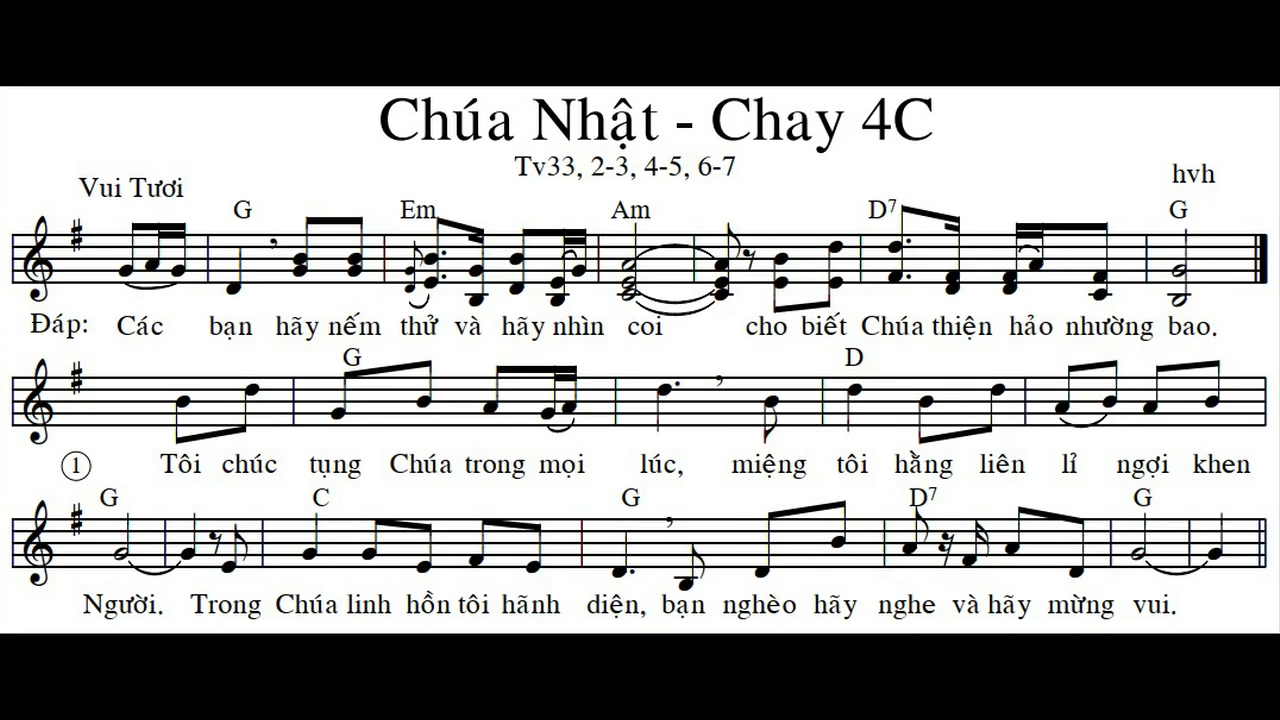 Chúa Nhật - Chay 4C
Tv33, 2-3, 4-5, 6-7
Vui Tươi
hvh
G Em Am D7 G
Đáp: Các bạn hãy nếm thử và hãy nhìn coi cho biết Chúa thiện hảo nhường bao.
G D
1 Tôi chúc tụng Chúa trong mọi lúc, miệng tôi hằng liên lỉ ngợi khen
G C G D7 G
Người. Trong Chúa linh hồn tôi hãnh diện, bạn nghèo hãy nghe và hãy mừng vui.